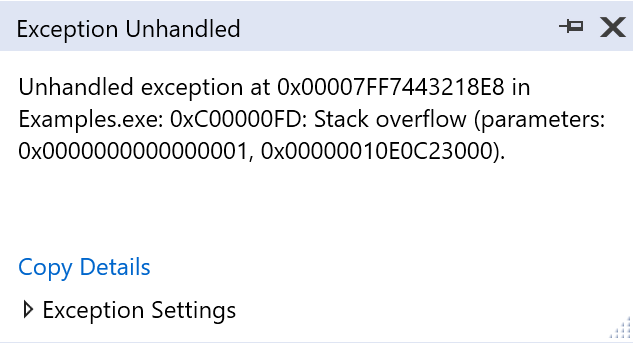 Exception Unhandled
Unhandled exception at 0x00007FF7443218E8 in
Examples.exe: 0xC00000FD: Stack overflow (parameters:
0x0000000000000001, 0x00000010E0C23000).
Copy Details
Exception Settings